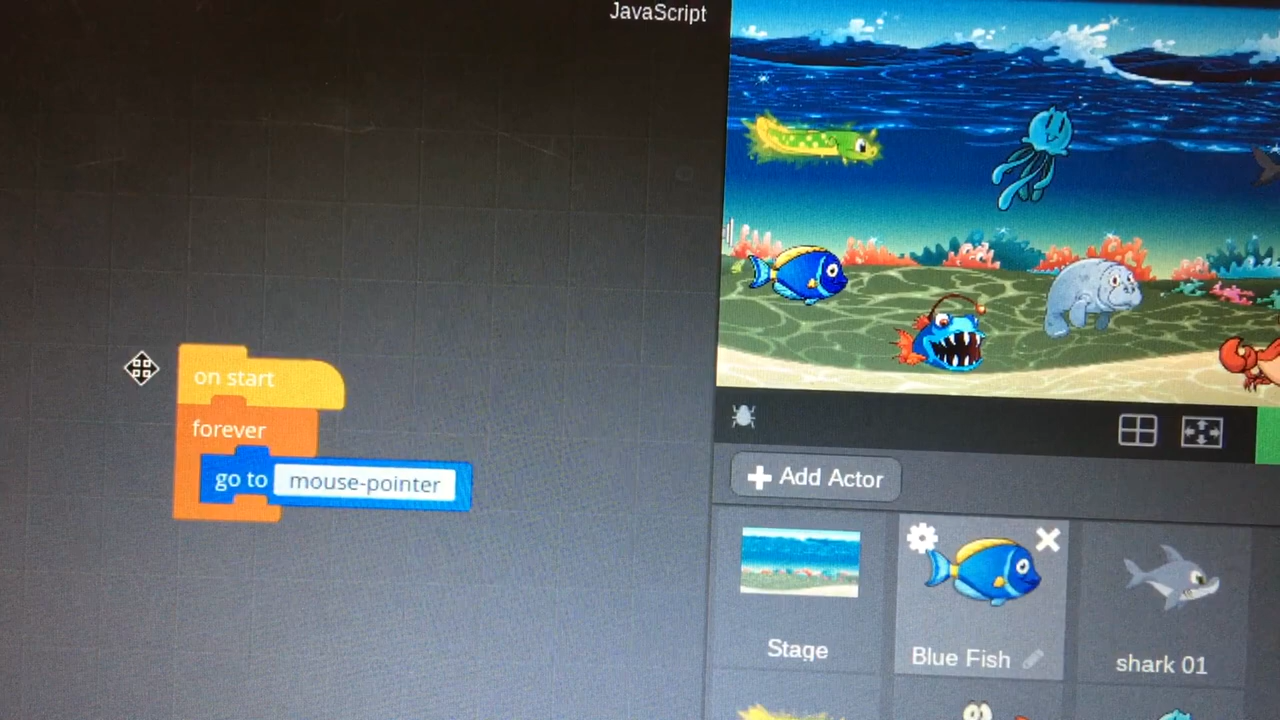 JavaScript
on start
forever
go to mouse-pointer
Add Actor
Stage
Blue Fish
shark 01